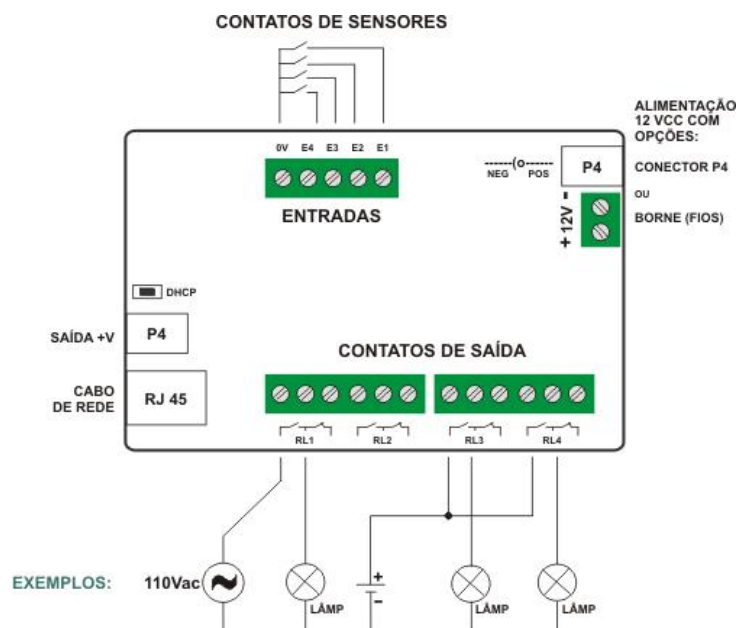 CONTATOS DE SENSORES
ALIMENTAÇÃO
12 VCC COM
OPÇÕES:
0V E4 E3 E2 E1
ENTRADAS
NEG POS
P4
CONECTOR P4
OU
BORNE (FIOS)
+ 12V -
DHCP
SAÍDA +V
P4
CONTATOS DE SAÍDA
CABO
DE REDE
RJ 45
RL1 RL2 RL3 RL4
EXEMPLOS:
110Vac
LÂMP
+
-
LÂMP
LÂMP